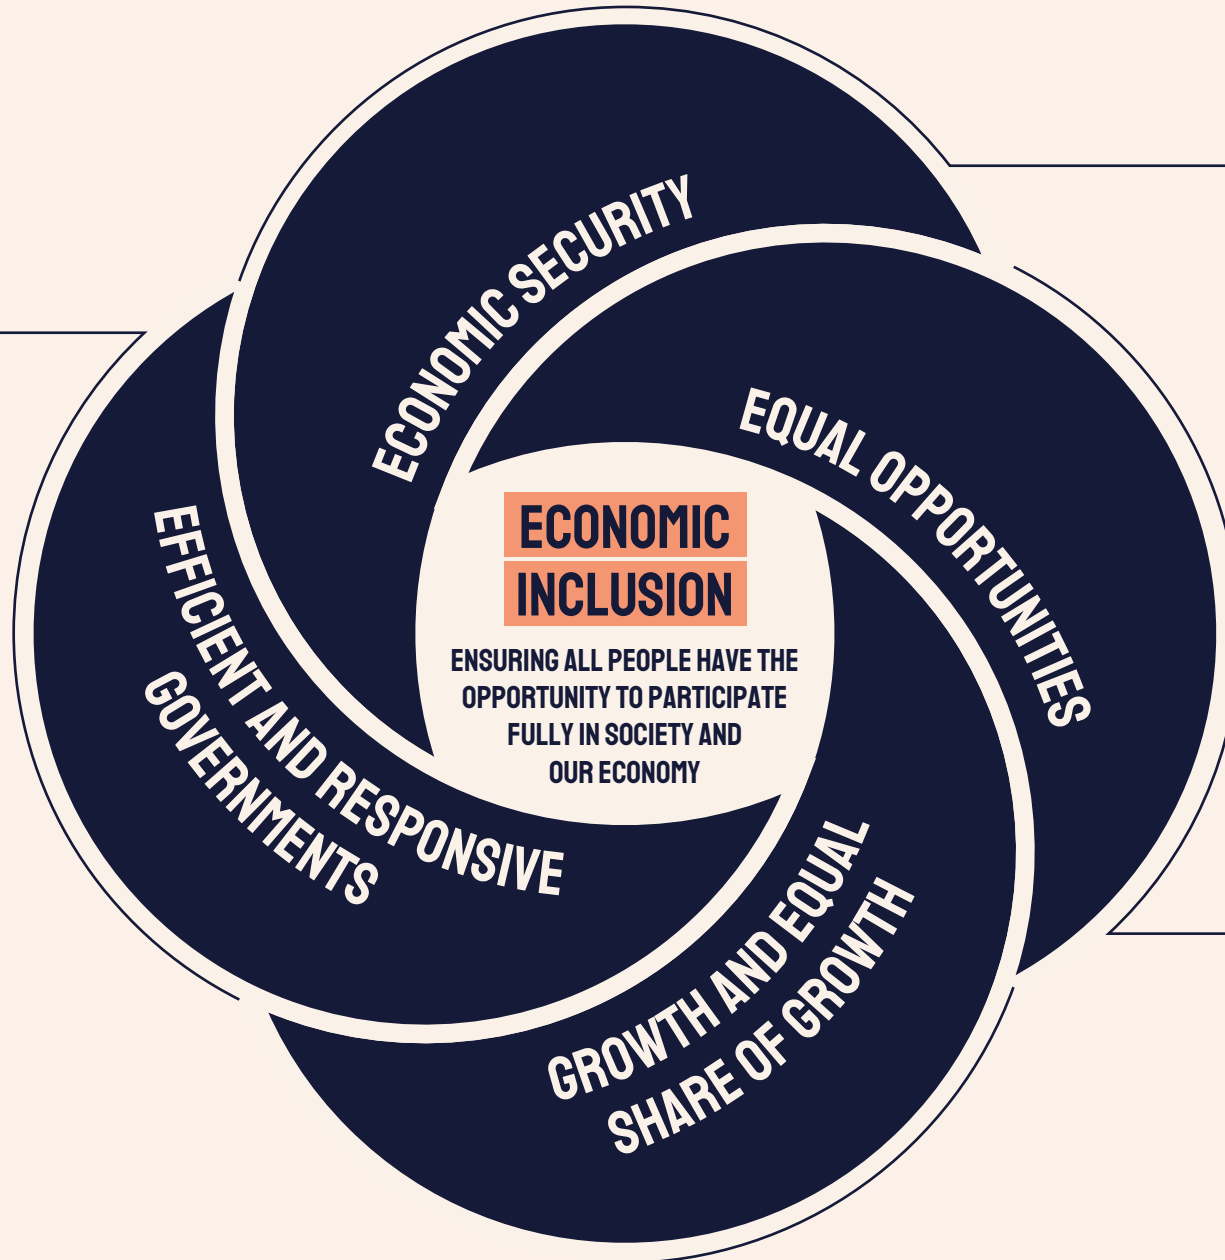 ECONOMIC SECURITY
EQUAL OPPORTUNITIES
ECONOMIC
INCLUSION
ENSURING ALL PEOPLE HAVE THE
OPPORTUNITY TO PARTICIPATE
FULLY IN SOCIETY AND
OUR ECONOMY
EFFICIENT AND RESPONSIVE
GOVERNMENTS
GROWTH AND EQUAL
SHARE OF GROWTH